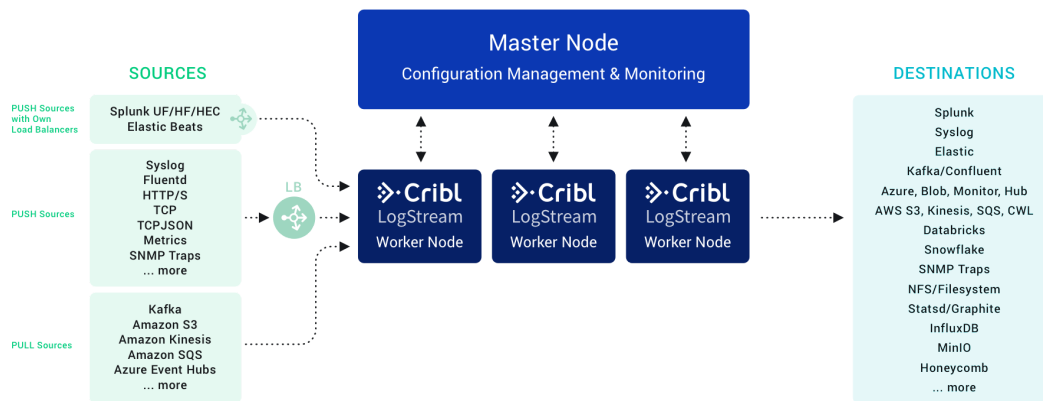 Master Node
Configuration Management & Monitoring
SOURCES
DESTINATIONS
PUSH Sources
with Own
Load Balancers
Splunk UF/HF/HEC
Elastic Beats
PUSH Sources
Syslog
Fluentd
HTTP/S
TCP
TCPJSON
Metrics
SNMP Traps
... more
PULL Sources
Kafka
Amazon S3
Amazon Kinesis
Amazon SQS
Azure Event Hubs
... more
LB
Cribl
LogStream
Worker Node
Cribl
LogStream
Worker Node
Cribl
LogStream
Worker Node
Splunk
Syslog
Elastic
Kafka/Confluent
Azure, Blob, Monitor, Hub
AWS S3, Kinesis, SQS, CWL
Databricks
Snowflake
SNMP Traps
NFS/Filesystem
Statsd/Graphite
InfluxDB
MinIO
Honeycomb
... more